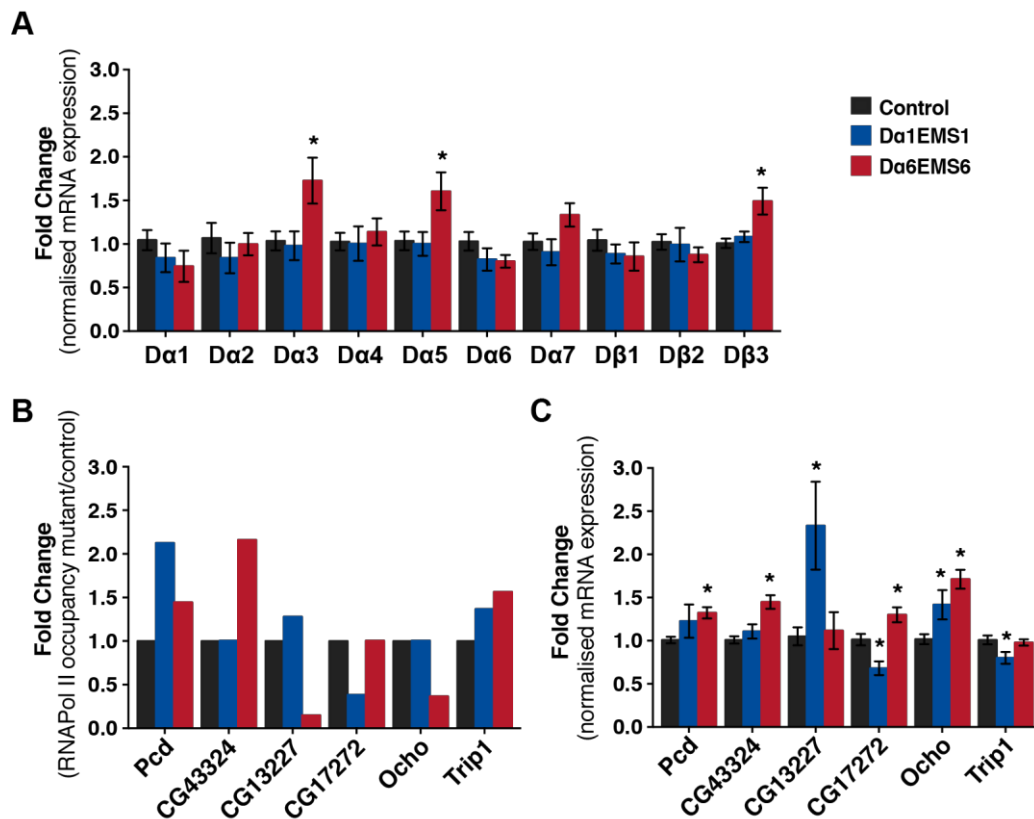 A
Fold Change
(normalised mRNA expression)
3.0
2.5
2.0
1.5
1.0
0.5
0.0
* * *
Dα1 Dα2 Dα3 Dα4 Dα5 Dα6 Dα7 Dβ1 Dβ2 Dβ3
Control
Dα1EMS1
Dα6EMS6
B
Fold Change
(RNAPol II occupancy mutant/control)
3.0
2.5
2.0
1.5
1.0
0.5
0.0
Pcd CG43324 CG13227 CG17272 Ocho Trip1
C
Fold Change
(normalised mRNA expression)
3.0
2.5
2.0
1.5
1.0
0.5
0.0
* * * * * * * *
Pcd CG43324 CG13227 CG17272 Ocho Trip1